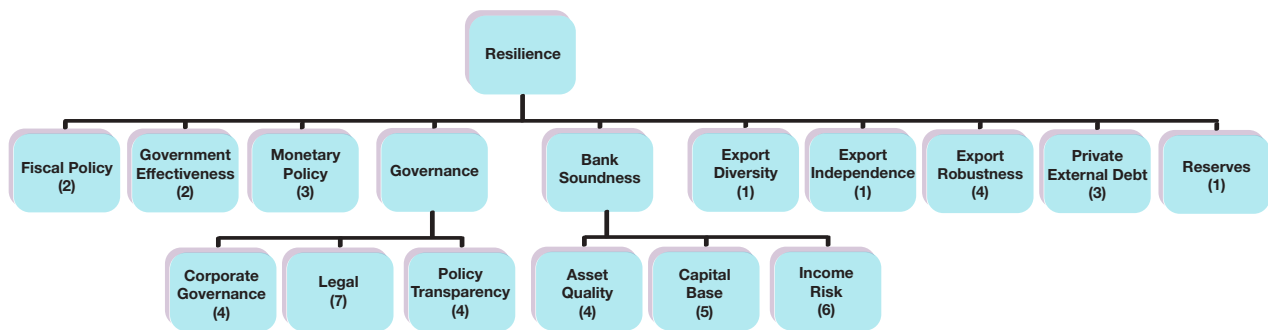 Resilience
Fiscal Policy
(2)
Government
Effectiveness
(2)
Monetary
Policy
(3)
Governance
Bank
Soundness
Export
Diversity
(1)
Export
Independence
(1)
Export
Robustness
(4)
Private
External Debt
(3)
Reserves
(1)
Corporate
Governance
(4)
Legal
(7)
Policy
Transparency
(4)
Asset
Quality
(4)
Capital
Base
(5)
Income
Risk
(6)